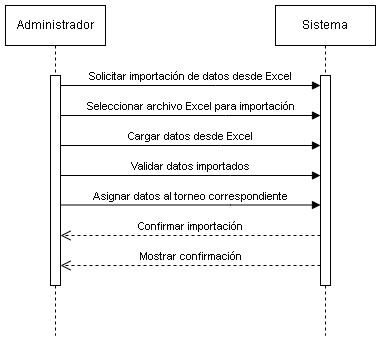 Administrador
Sistema
Solicitar importación de datos desde Excel
Seleccionar archivo Excel para importación
Cargar datos desde Excel
Validar datos importados
Asignar datos al torneo correspondiente
Confirmar importación
Mostrar confirmación